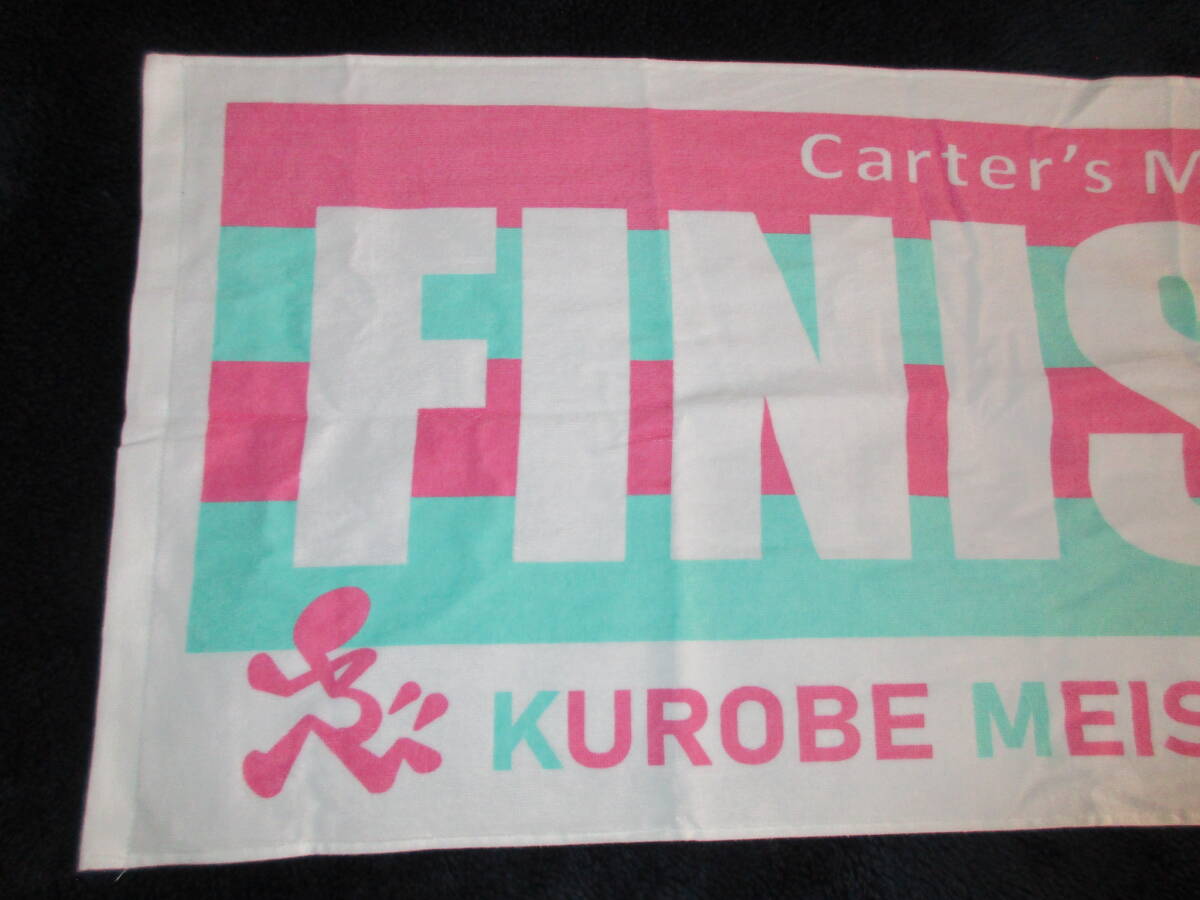 Carter's M
FINIS
KUROBE MEIS